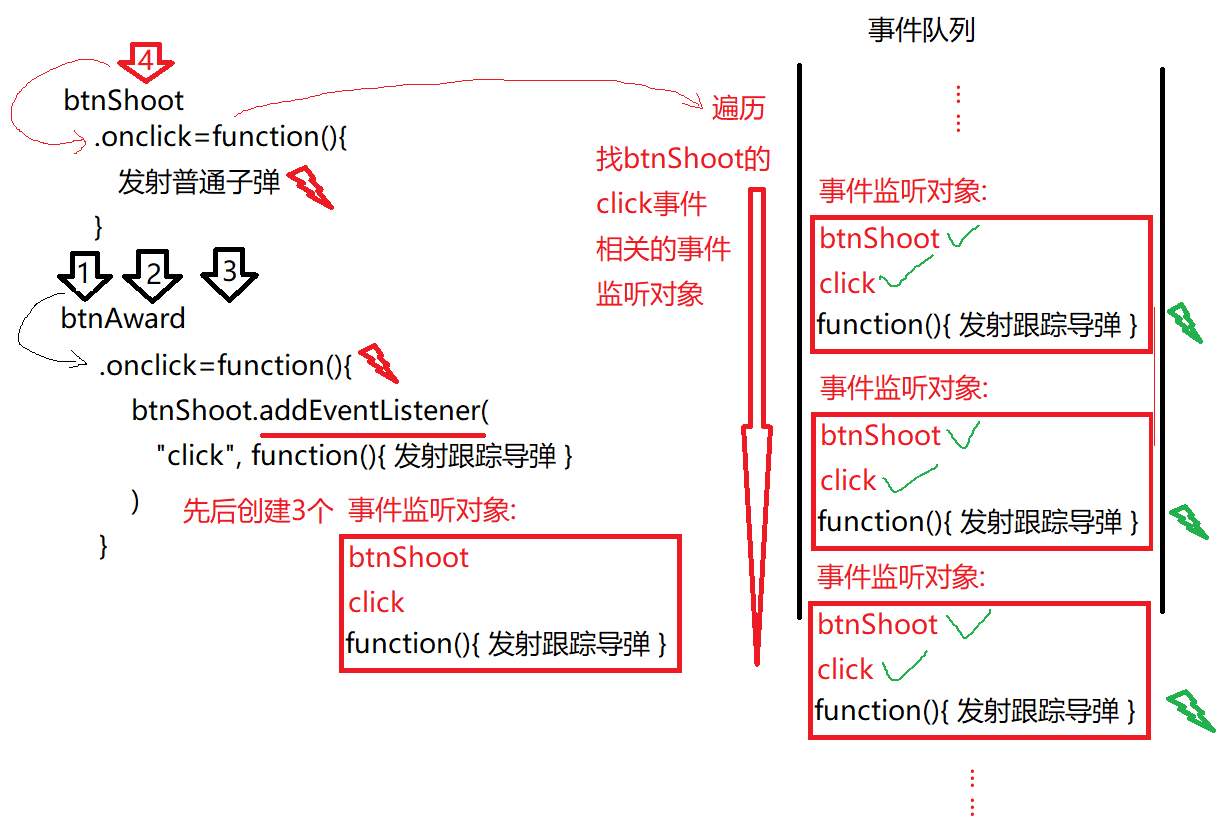 事件队列
4
btnShoot
.onclick=function(){
发射普通子弹
}
1 2 3
btnAward
.onclick=function(){
btnShoot.addEventListener(
"click", function(){ 发射跟踪导弹 }
)
}
先后创建3个 事件监听对象:
btnShoot
click
function(){ 发射跟踪导弹 }
遍历
找btnShoot的
click事件
相关的事件
监听对象
⋮
事件监听对象:
btnShoot
click
function(){ 发射跟踪导弹 }
事件监听对象:
btnShoot
click
function(){ 发射跟踪导弹 }
事件监听对象:
btnShoot
click
function(){ 发射跟踪导弹 }
⋮